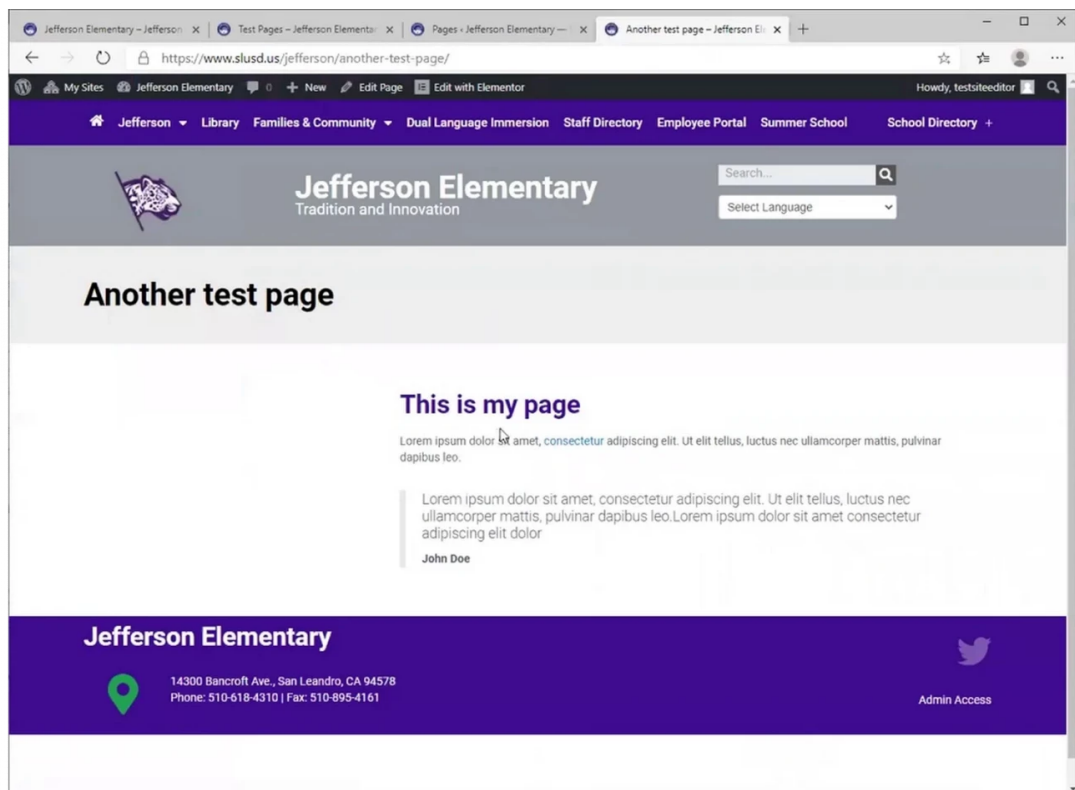 Jefferson Elementary – Jefferson
Test Pages – Jefferson Elementar
Pages ‹ Jefferson Elementary —
Another test page – Jefferson El
https://www.slusd.us/jefferson/another-test-page/
My Sites Jefferson Elementary 0 + New Edit Page Edit with Elementor Howdy, testsiteeditor
Jefferson Library Families & Community Dual Language Immersion Staff Directory Employee Portal Summer School School Directory +
Jefferson Elementary
Tradition and Innovation
Search...
Select Language
Another test page
This is my page
Lorem ipsum dolor sit amet, consectetur adipiscing elit. Ut elit tellus, luctus nec ullamcorper mattis, pulvinar
dapibus leo.
Lorem ipsum dolor sit amet, consectetur adipiscing elit. Ut elit tellus, luctus nec
ullamcorper mattis, pulvinar dapibus leo.Lorem ipsum dolor sit amet consectetur
adipiscing elit dolor
John Doe
Jefferson Elementary
14300 Bancroft Ave., San Leandro, CA 94578
Phone: 510-618-4310 | Fax: 510-895-4161
Admin Access